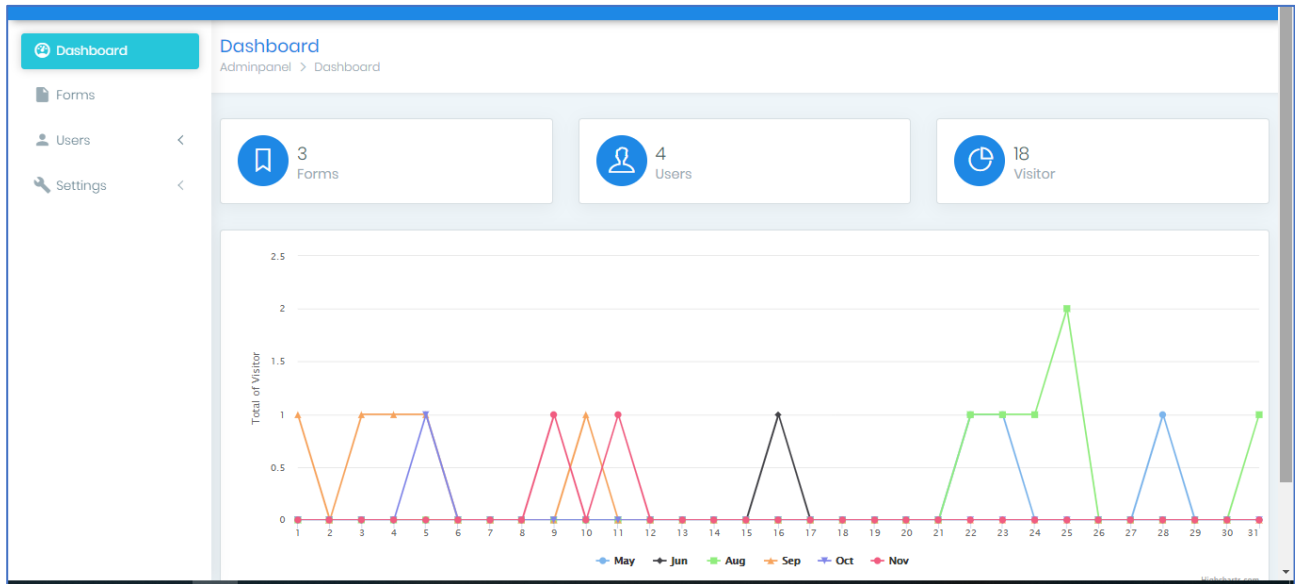 Dashboard
Forms
Users
Settings
Dashboard
Adminpanel > Dashboard
3
Forms
4
Users
18
Visitor
Total of Visitor
2.5
2
1.5
1
0.5
0
1 2 3 4 5 6 7 8 9 10 11 12 13 14 15 16 17 18 19 20 21 22 23 24 25 26 27 28 29 30 31
May Jun Aug Sep Oct Nov
Highcharts.com